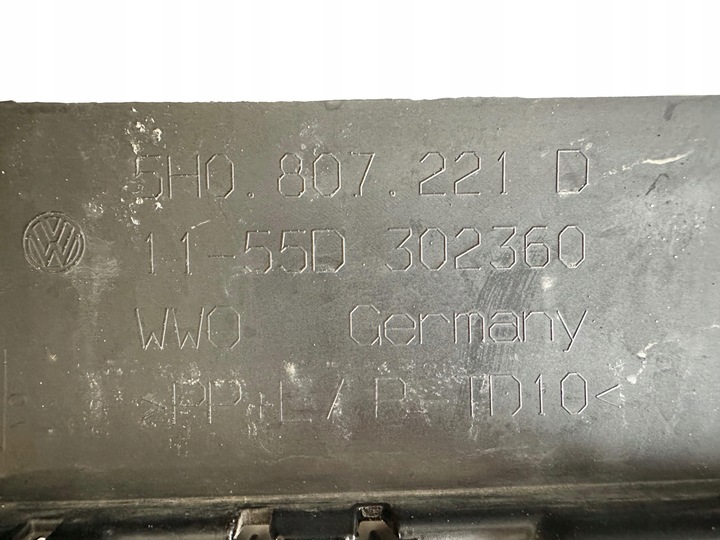 5H0.807.221 D
11-55D 302360
WWO Germany
>PP+E/P-TD10<